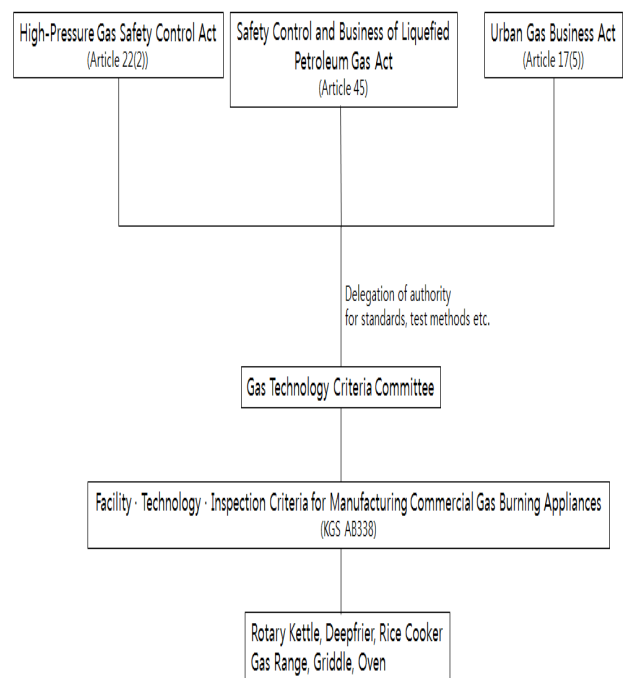 High-Pressure Gas Safety Control Act
(Article 22(2))
Safety Control and Business of Liquefied
Petroleum Gas Act
(Article 45)
Urban Gas Business Act
(Article 17(5))
Delegation of authority
for standards, test methods etc.
Gas Technology Criteria Committee
Facility · Technology · Inspection Criteria for Manufacturing Commercial Gas Burning Appliances
(KGS AB338)
Rotary Kettle, Deepfrier, Rice Cooker
Gas Range, Griddle, Oven